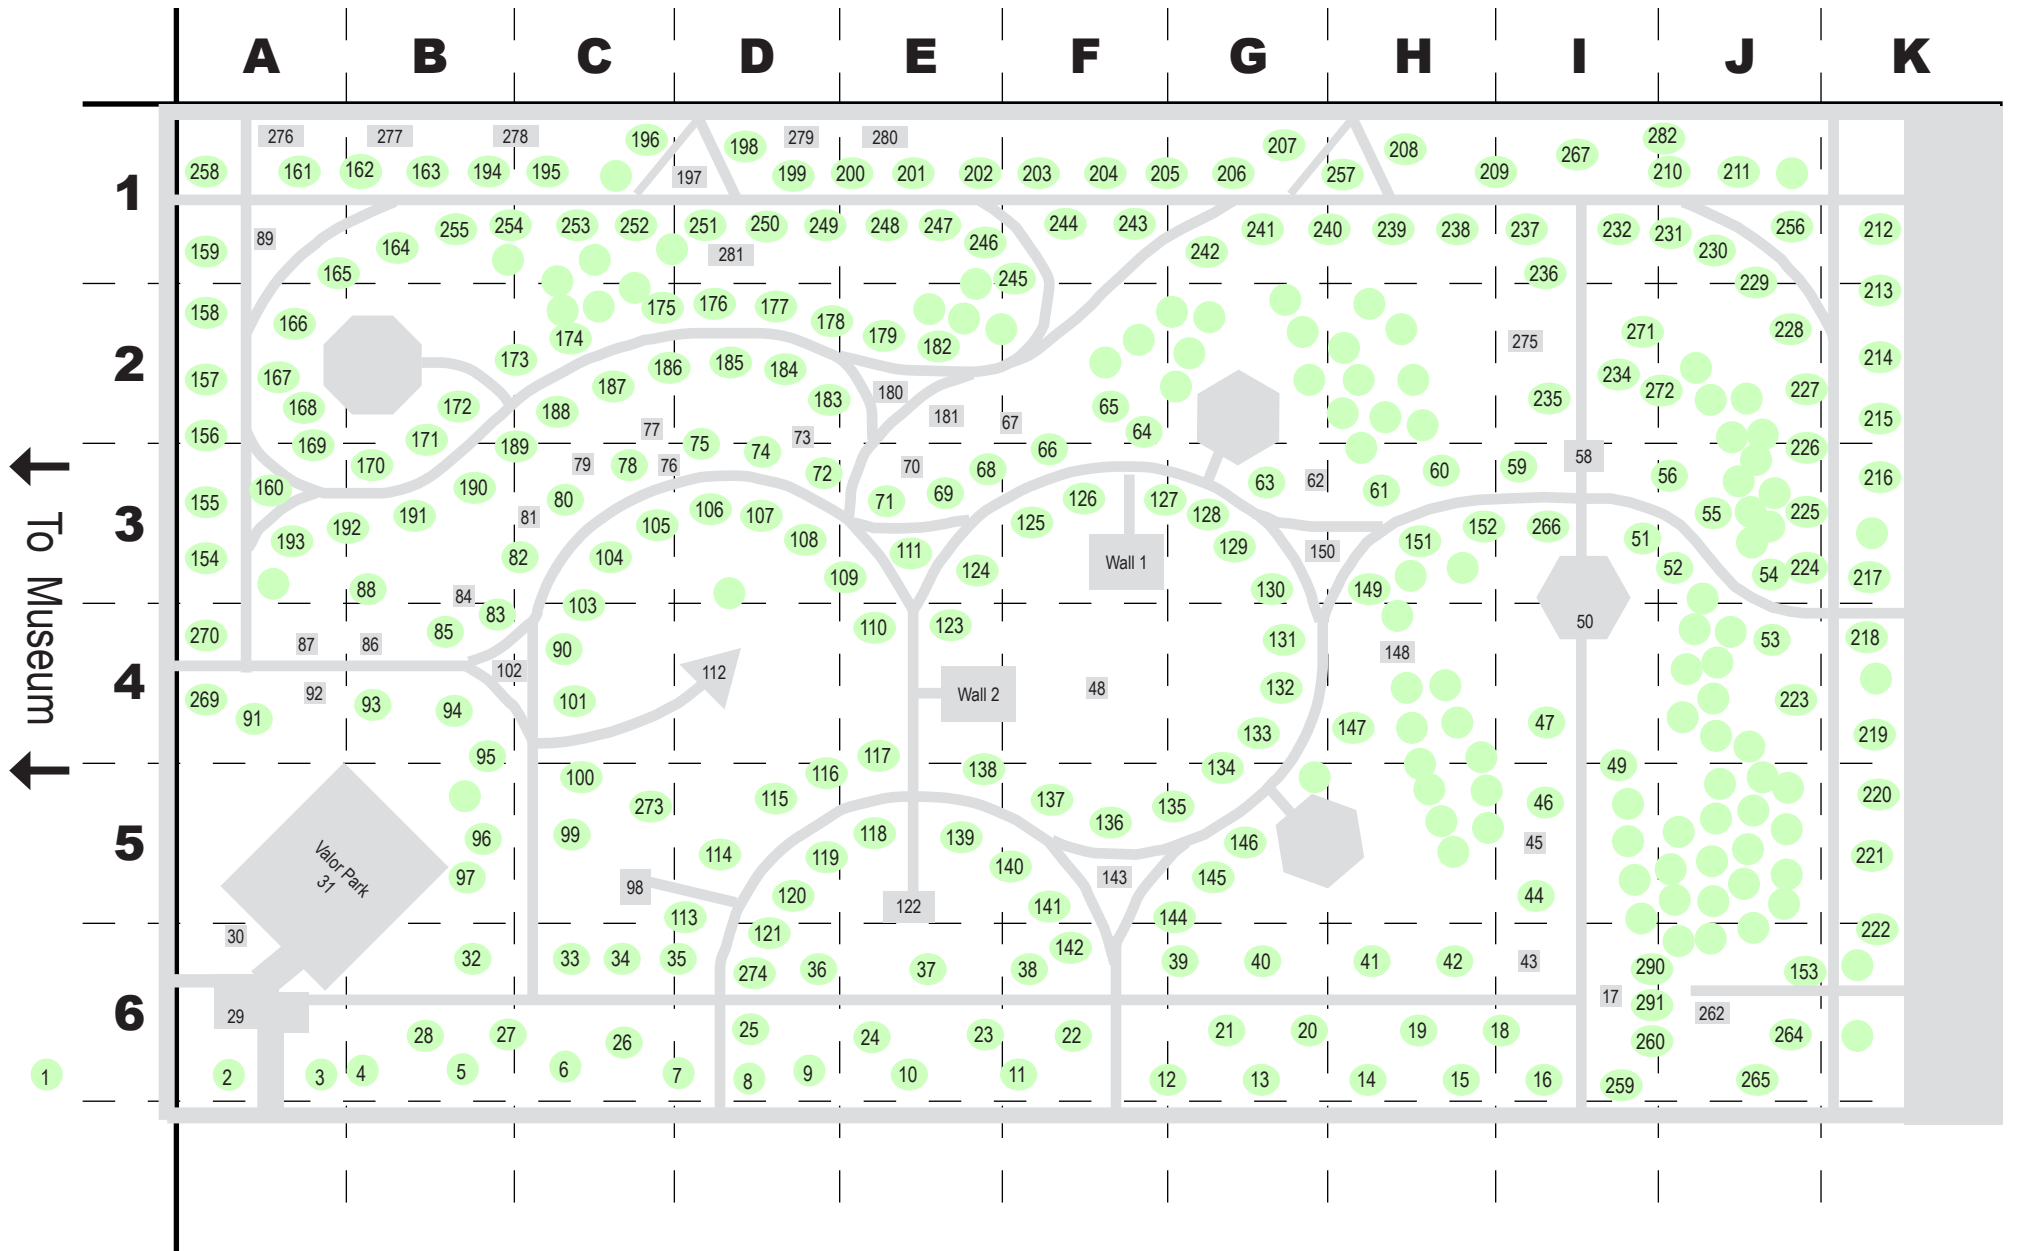 A B C D E F G H I J K
276 277 278 196 198 279 280 207 208 267 282
258 161 162 163 194 195 197 199 200 201 202 203 204 205 206 257 209 210 211
1
159 89 164 255 254 253 252 251 250 249 248 247 246 244 243 242 241 240 239 238 237 232 231 230 256 212
281
165 245 236 229 213
158 166 175 176 177 178 179 182 275 271 228
174
2
157 167 173 186 185 184 180 234 272 227 214
168 172 188 187 183 181 67 65 64 235 215
156 169 171 189 77 75 73 74 66 58 226
← To Museum ←
160 170 190 79 78 76 72 70 68 69 63 62 61 60 59 56 216
155 80 71 126 127 55 225
3
193 192 191 81 105 106 107 108 125 128 129 150 151 152 266 51
154 82 104 111 124 Wall 1 52 54 224 217
88 84 103 109 130 149
270 85 83 110 123 131 50 53 218
87 86 90 148
4
102 112 Wall 2 48 132
269 91 92 93 94 101 133 147 47 223 219
95 117
100 116 138 134 49
273 115 137 135 46 220
5
Valor Park
31
96 99 114 119 118 139 136 146 45 221
97 98 120 140 143 145 44
30 113 121 122 141 144 222
32 33 34 35 274 36 37 38 142 39 40 41 42 43 290 153
6
29 17 291 262
28 27 26 25 24 23 22 21 20 19 18 260 264
1 2 3 4 5 6 7 8 9 10 11 12 13 14 15 16 259 265